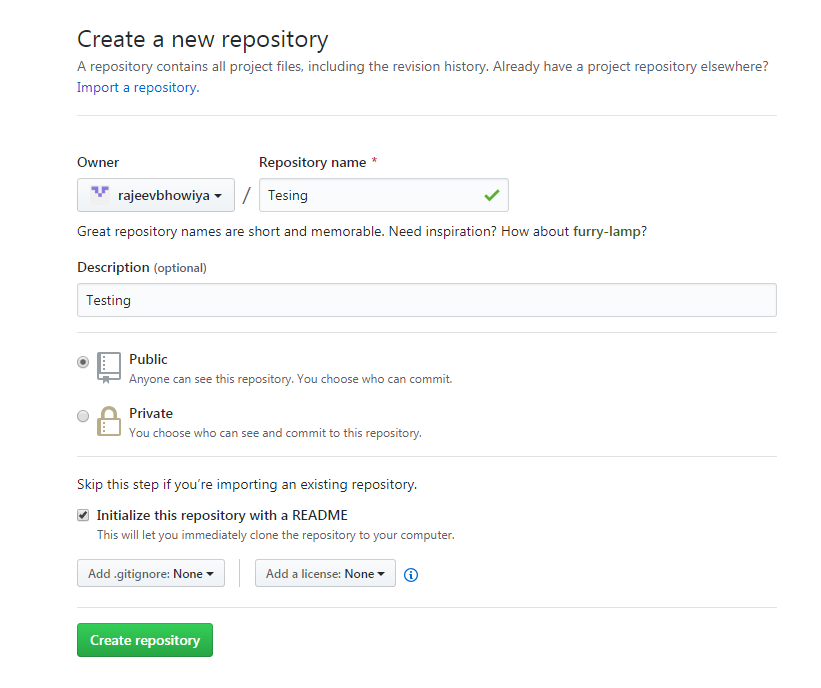 Create a new repository
A repository contains all project files, including the revision history. Already have a project repository elsewhere?
Import a repository.
Owner Repository name *
rajeevbhowiya / Tesing
Great repository names are short and memorable. Need inspiration? How about furry-lamp?
Description (optional)
Testing
Public
Anyone can see this repository. You choose who can commit.
Private
You choose who can see and commit to this repository.
Skip this step if you’re importing an existing repository.
Initialize this repository with a README
This will let you immediately clone the repository to your computer.
Add .gitignore: None Add a license: None
Create repository